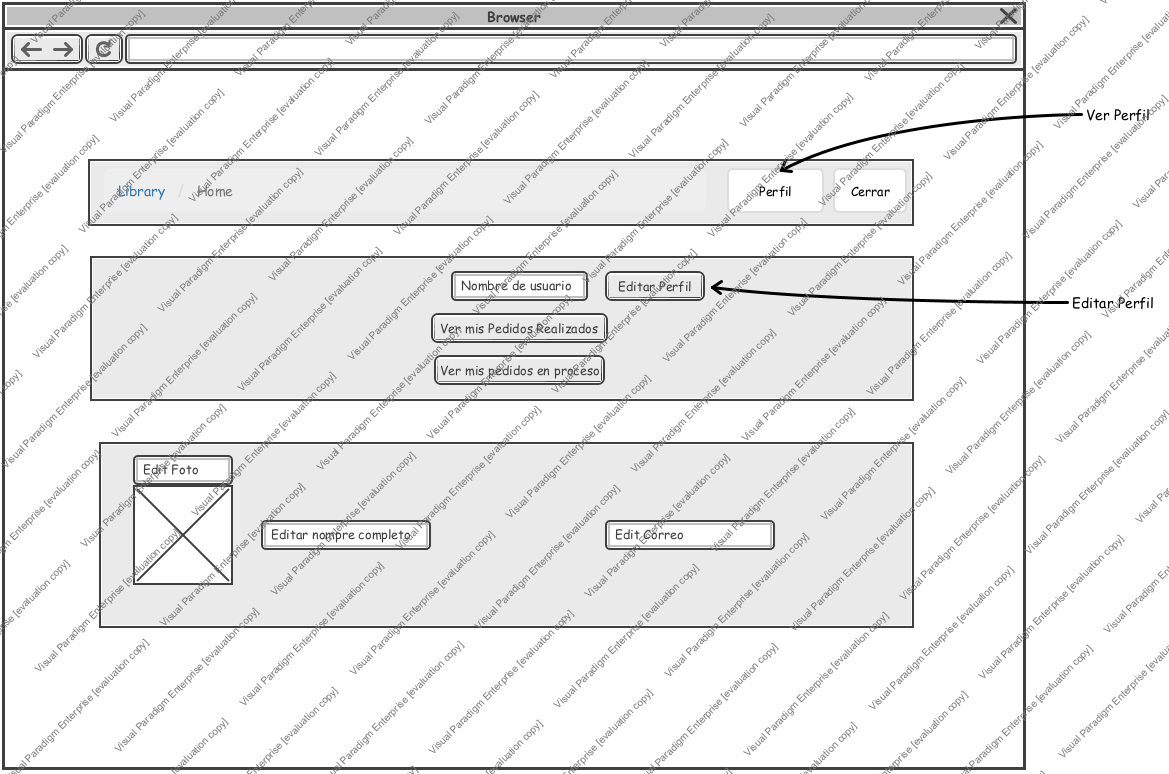 Browser
Ver Perfil
Library / Home
Perfil
Cerrar
Nombre de usuario
Editar Perfil
Editar Perfil
Ver mis Pedidos Realizados
Ver mis pedidos en proceso
Edit Foto
Editar nombre completo
Edit Correo
Visual Paradigm Enterprise [evaluation copy]